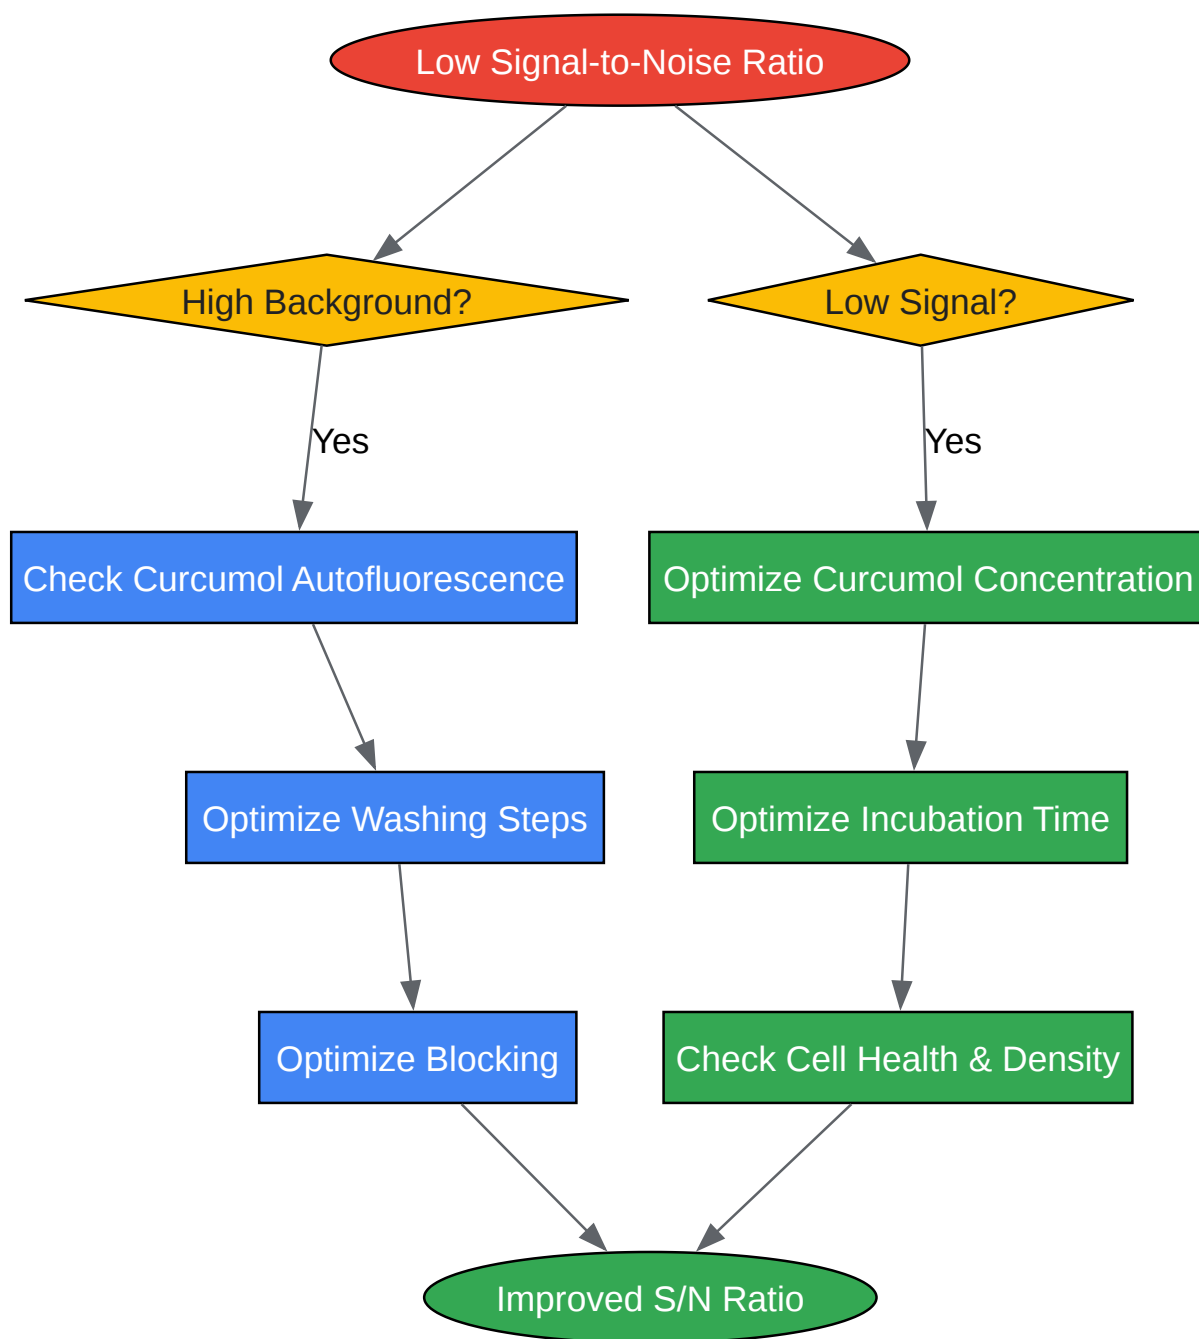 Low Signal-to-Noise Ratio
High Background?
Low Signal?
Yes
Yes
Check Curcumol Autofluorescence
Optimize Curcumol Concentration
Optimize Washing Steps
Optimize Incubation Time
Optimize Blocking
Check Cell Health & Density
Improved S/N Ratio